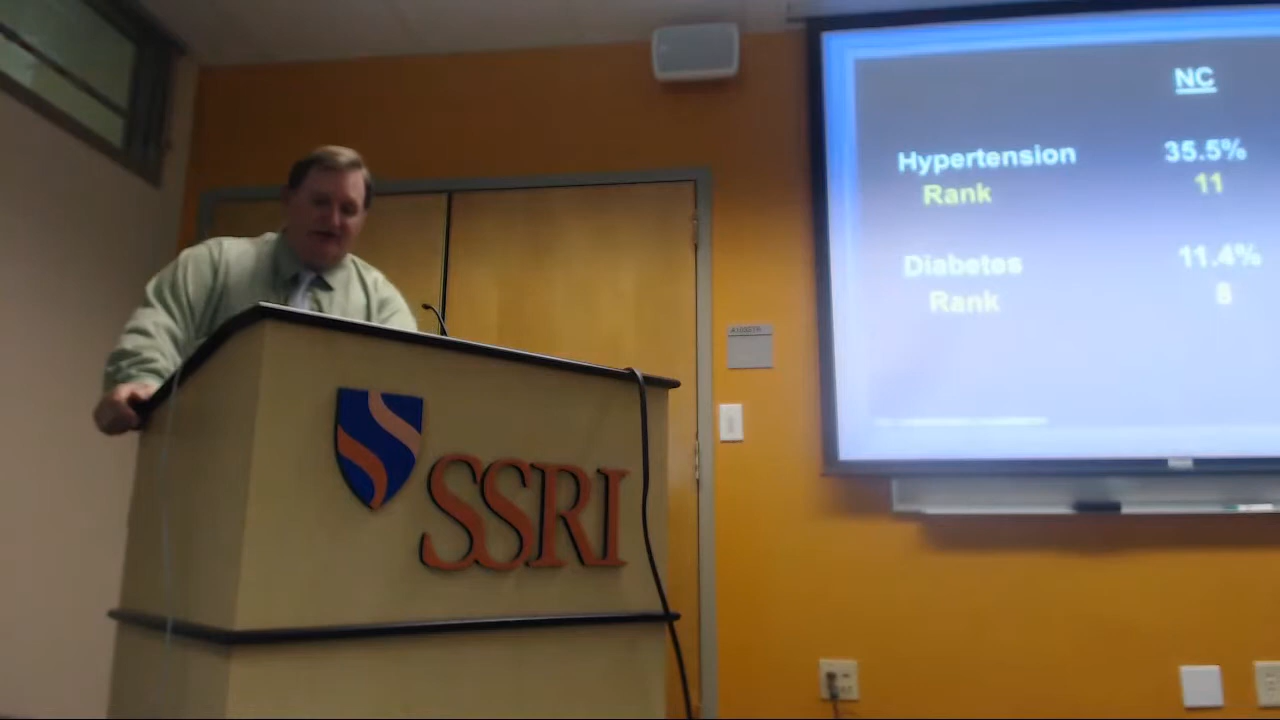 NC
Hypertension 35.5%
Rank 11
Diabetes 11.4%
Rank 8
SSRI